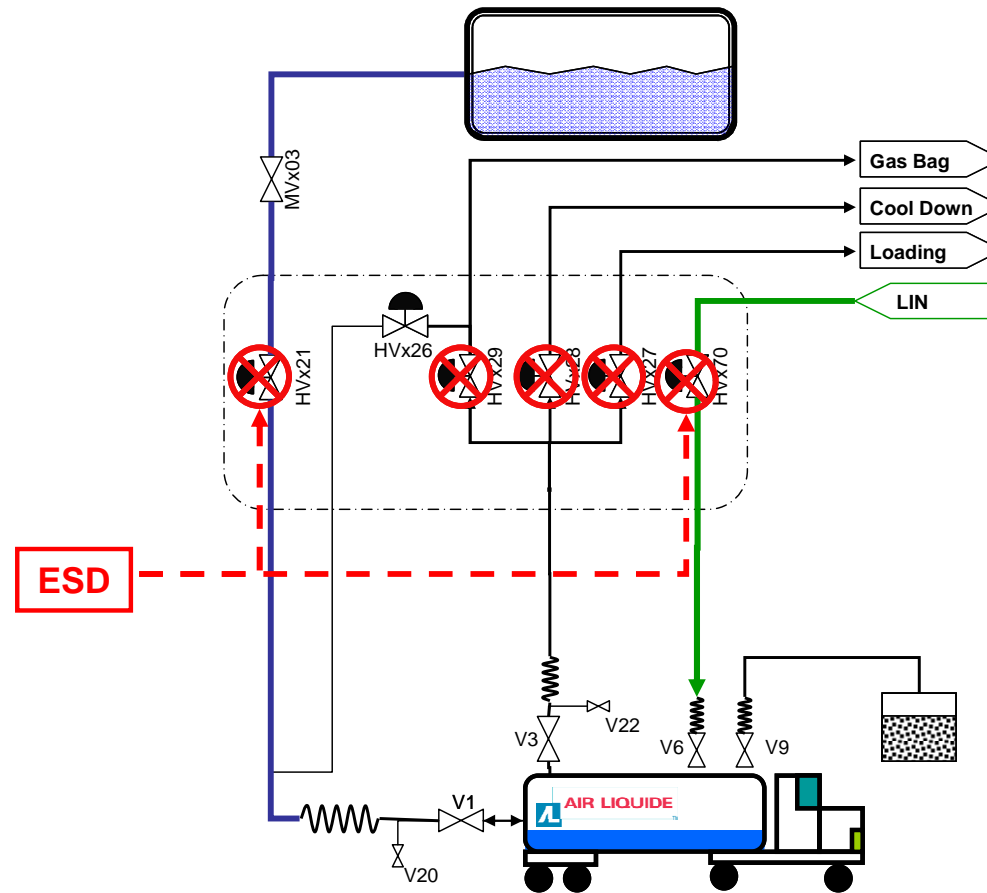 Gas Bag
Cool Down
Loading
LIN
MVx03
HVx26
HVx21
HVx29
HVx28
HVx27
HVx70
ESD
V22
V3
V6
V9
AIR LIQUIDE
V1
V20